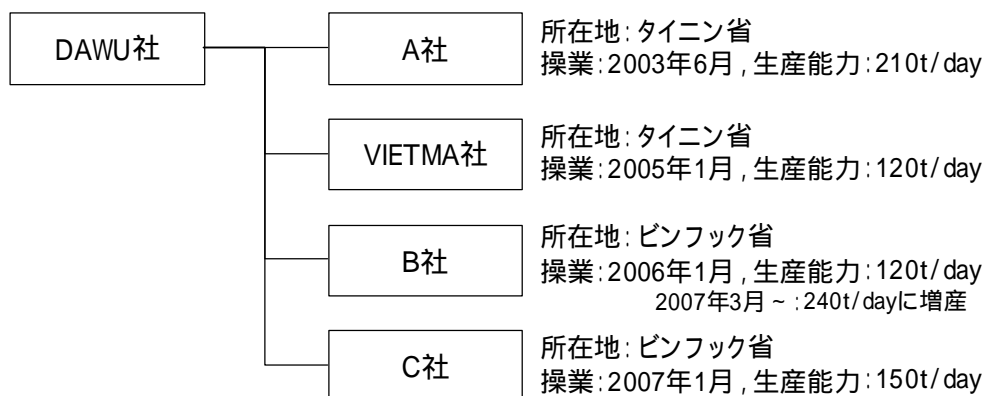 DAWU社
A社
所在地:タイニン省
操業:2003年6月,生産能力:210t/day
VIETMA社
所在地:タイニン省
操業:2005年1月,生産能力:120t/day
B社
所在地:ビンフック省
操業:2006年1月,生産能力:120t/day
2007年3月~:240t/dayに増産
C社
所在地:ビンフック省
操業:2007年1月,生産能力:150t/day